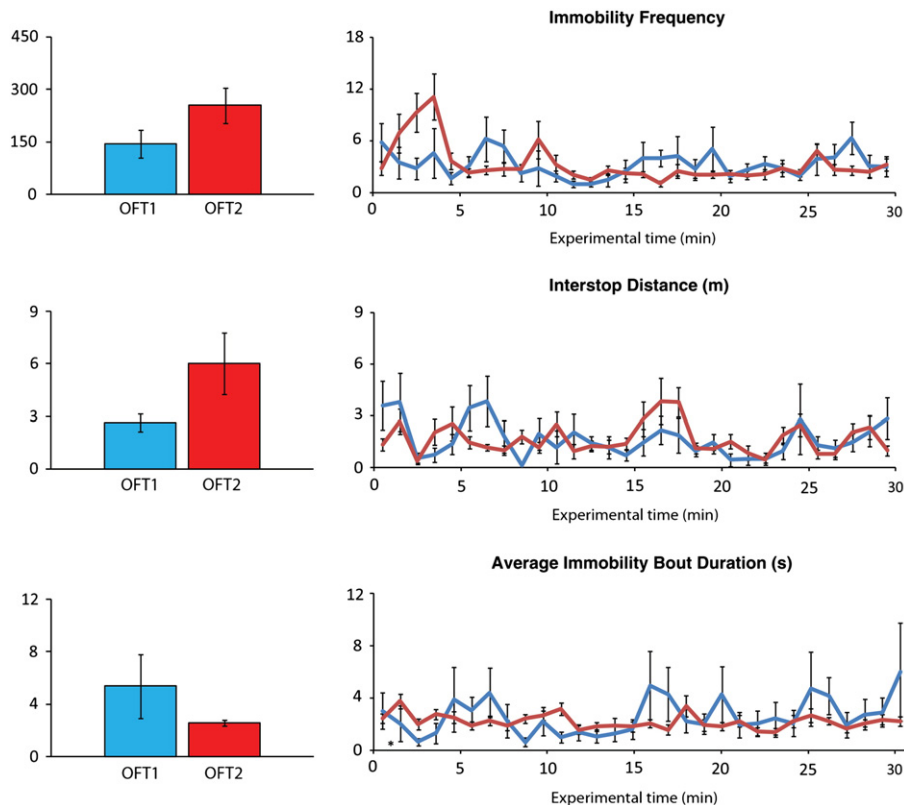 Immobility Frequency
450
300
150
0
OFT1 OFT2
18
12
6
0
0 5 10 15 20 25 30
Experimental time (min)
Interstop Distance (m)
9
6
3
0
OFT1 OFT2
9
6
3
0
0 5 10 15 20 25 30
Experimental time (min)
Average Immobility Bout Duration (s)
12
8
4
0
OFT1 OFT2
12
8
4
0
*
0 5 10 15 20 25 30
Experimental time (min)